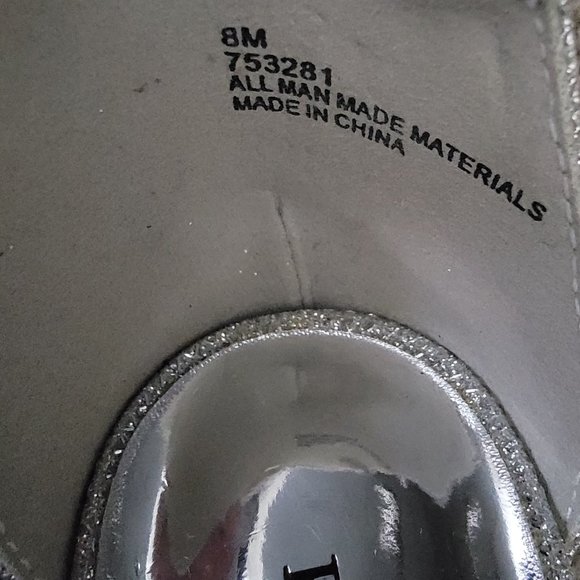 8M
753281
ALL MAN MADE MATERIALS
MADE IN CHINA